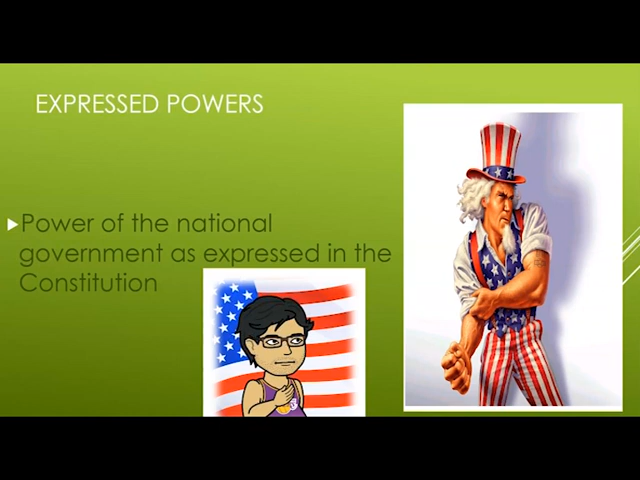 EXPRESSED POWERS
Power of the national
government as expressed in the
Constitution